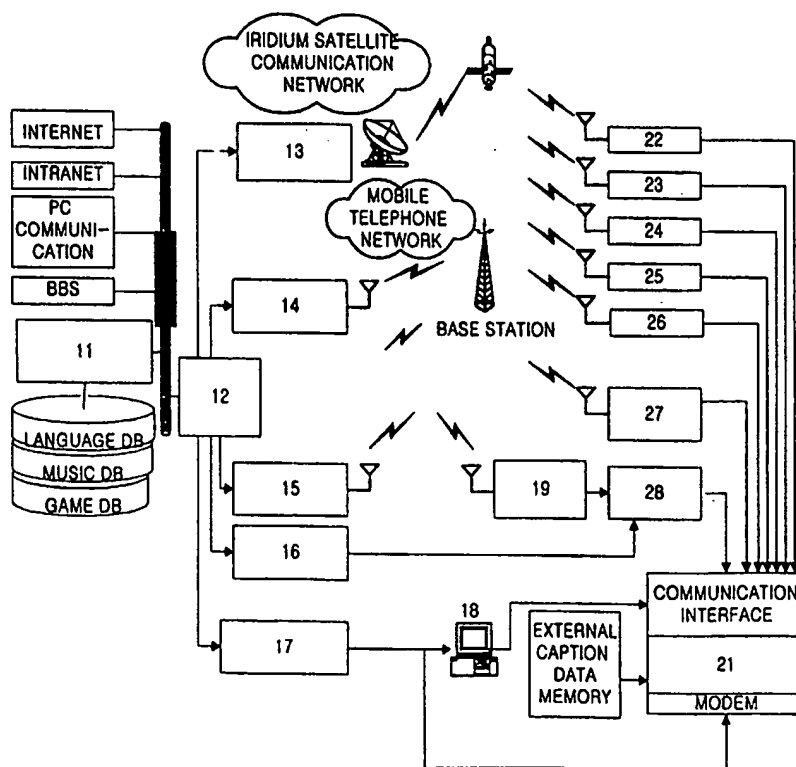 IRIDIUM SATELLITE
COMMUNICATION
NETWORK
INTERNET
INTRANET
PC
COMMUNI-
CATION
BBS
11
LANGUAGE DB
MUSIC DB
GAME DB
12
13
MOBILE
TELEPHONE
NETWORK
14
BASE STATION
15
16
17
18
19
22
23
24
25
26
27
28
COMMUNICATION
INTERFACE
21
MODEM
EXTERNAL
CAPTION
DATA
MEMORY